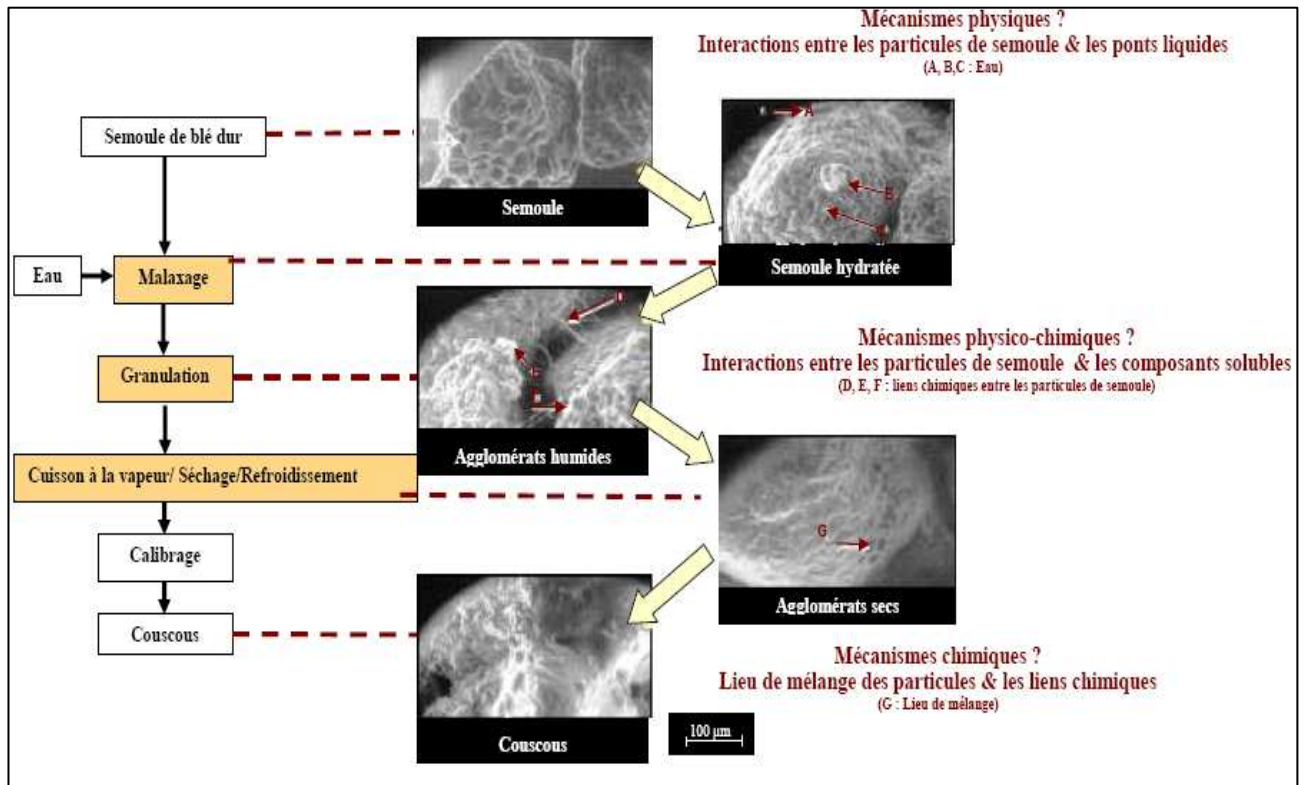 Mécanismes physiques ?
Interactions entre les particules de semoule & les ponts liquides
(A, B,C : Eau)
Semoule de blé dur
Semoule
A
B
Semoule hydratée
Eau
Malaxage
D
Mécanismes physico-chimiques ?
Interactions entre les particules de semoule & les composants solubles
(D, E, F : liens chimiques entre les particules de semoule)
Granulation
Agglomérats humides
Cuisson à la vapeur/ Séchage/Refroidissement
G
Agglomérats secs
Calibrage
Couscous
Couscous
Mécanismes chimiques ?
Lieu de mélange des particules & les liens chimiques
(G : Lieu de mélange)
100 µm